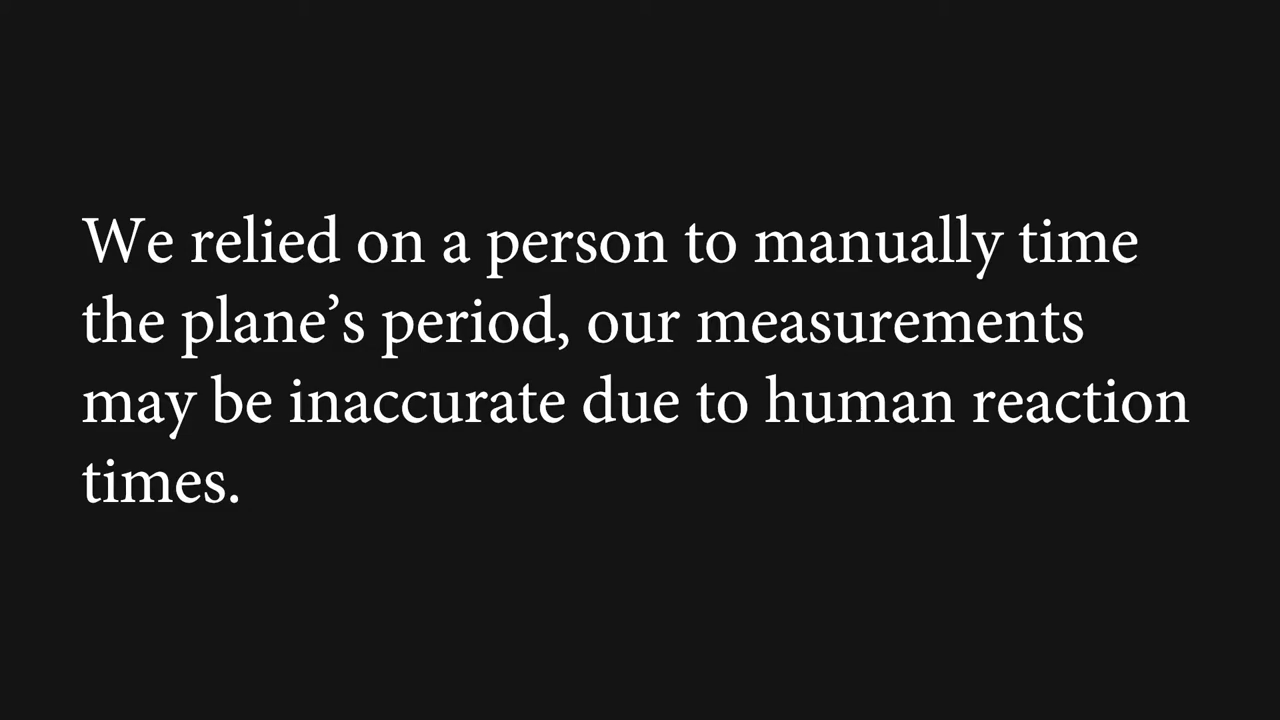 We relied on a person to manually time
the plane’s period, our measurements
may be inaccurate due to human reaction
times.